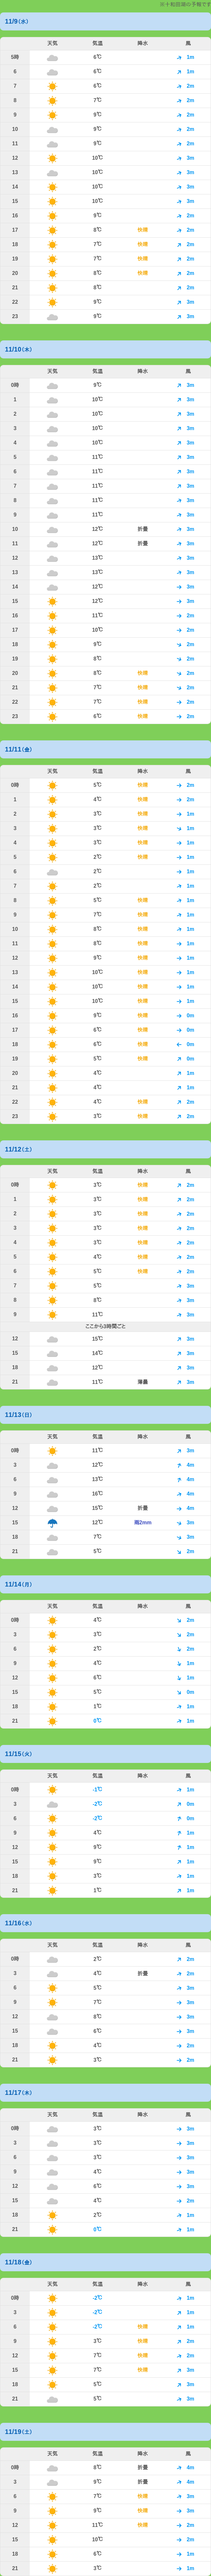 ※十和田湖の予報です
11/9(水)
天気 気温 降水 風
5時 6℃ 1m
6 6℃ 1m
7 6℃ 2m
8 7℃ 2m
9 9℃ 2m
10 9℃ 2m
11 9℃ 2m
12 10℃ 3m
13 10℃ 3m
14 10℃ 3m
15 10℃ 3m
16 9℃ 2m
17 8℃ 快晴 2m
18 7℃ 快晴 2m
19 7℃ 快晴 2m
20 8℃ 快晴 2m
21 8℃ 2m
22 9℃ 3m
23 9℃ 3m
11/10(木)
天気 気温 降水 風
0時 9℃ 3m
1 10℃ 3m
2 10℃ 3m
3 10℃ 3m
4 10℃ 3m
5 11℃ 3m
6 11℃ 3m
7 11℃ 3m
8 11℃ 3m
9 11℃ 3m
10 12℃ 折畳 3m
11 12℃ 折畳 3m
12 13℃ 3m
13 13℃ 3m
14 12℃ 3m
15 12℃ 3m
16 11℃ 2m
17 10℃ 2m
18 9℃ 2m
19 8℃ 2m
20 8℃ 快晴 2m
21 7℃ 快晴 2m
22 7℃ 快晴 2m
23 6℃ 快晴 2m
11/11(金)
天気 気温 降水 風
0時 5℃ 快晴 2m
1 4℃ 快晴 2m
2 3℃ 快晴 1m
3 3℃ 快晴 1m
4 3℃ 快晴 1m
5 2℃ 快晴 1m
6 2℃ 1m
7 2℃ 1m
8 5℃ 快晴 1m
9 7℃ 快晴 1m
10 8℃ 快晴 1m
11 8℃ 快晴 1m
12 9℃ 快晴 1m
13 10℃ 快晴 1m
14 10℃ 快晴 1m
15 10℃ 快晴 1m
16 9℃ 快晴 0m
17 6℃ 快晴 0m
18 6℃ 快晴 0m
19 5℃ 快晴 0m
20 4℃ 1m
21 4℃ 1m
22 4℃ 快晴 2m
23 3℃ 快晴 2m
11/12(土)
天気 気温 降水 風
0時 3℃ 快晴 2m
1 3℃ 快晴 2m
2 3℃ 快晴 2m
3 3℃ 快晴 2m
4 3℃ 快晴 2m
5 4℃ 快晴 2m
6 5℃ 快晴 2m
7 5℃ 3m
8 8℃ 3m
9 11℃ 3m
ここから3時間ごと
12 15℃ 3m
15 14℃ 3m
18 12℃ 3m
21 11℃ 薄曇 3m
11/13(日)
天気 気温 降水 風
0時 11℃ 3m
3 12℃ 4m
6 13℃ 4m
9 16℃ 4m
12 15℃ 折畳 4m
15 12℃ 雨2mm 3m
18 7℃ 3m
21 5℃ 2m
11/14(月)
天気 気温 降水 風
0時 4℃ 2m
3 3℃ 2m
6 2℃ 2m
9 4℃ 1m
12 6℃ 1m
15 5℃ 0m
18 1℃ 1m
21 0℃ 1m
11/15(火)
天気 気温 降水 風
0時 -1℃ 1m
3 -2℃ 0m
6 -2℃ 0m
9 4℃ 1m
12 9℃ 1m
15 9℃ 1m
18 3℃ 1m
21 1℃ 1m
11/16(水)
天気 気温 降水 風
0時 2℃ 2m
3 4℃ 折畳 2m
6 5℃ 3m
9 7℃ 3m
12 8℃ 3m
15 6℃ 3m
18 4℃ 2m
21 3℃ 2m
11/17(木)
天気 気温 降水 風
0時 3℃ 3m
3 3℃ 3m
6 3℃ 3m
9 4℃ 3m
12 6℃ 3m
15 4℃ 2m
18 2℃ 1m
21 0℃ 1m
11/18(金)
天気 気温 降水 風
0時 -2℃ 1m
3 -2℃ 1m
6 -2℃ 快晴 1m
9 3℃ 快晴 2m
12 7℃ 快晴 2m
15 7℃ 快晴 3m
18 5℃ 3m
21 5℃ 3m
11/19(土)
天気 気温 降水 風
0時 8℃ 折畳 4m
3 9℃ 折畳 4m
6 7℃ 快晴 3m
9 9℃ 快晴 3m
12 11℃ 快晴 2m
15 10℃ 2m
18 6℃ 1m
21 3℃ 1m